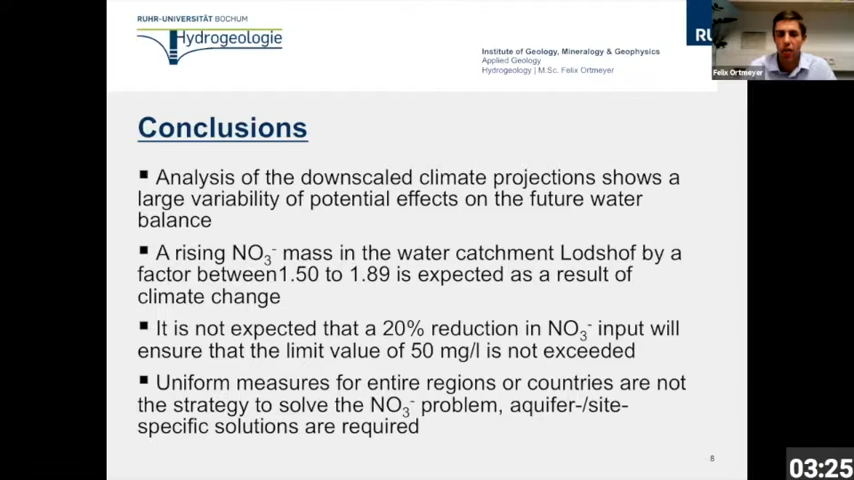 RUHR-UNIVERSITÄT BOCHUM
Hydrogeologie
RU
Institute of Geology, Mineralogy & Geophysics
Applied Geology
Hydrogeology | M.Sc. Felix Ortmeyer
Felix Ortmeyer
Conclusions
▪ Analysis of the downscaled climate projections shows a
large variability of potential effects on the future water
balance
▪ A rising NO₃⁻ mass in the water catchment Lodshof by a
factor between1.50 to 1.89 is expected as a result of
climate change
▪ It is not expected that a 20% reduction in NO₃⁻ input will
ensure that the limit value of 50 mg/l is not exceeded
▪ Uniform measures for entire regions or countries are not
the strategy to solve the NO₃⁻ problem, aquifer-/site-
specific solutions are required
8
03:25